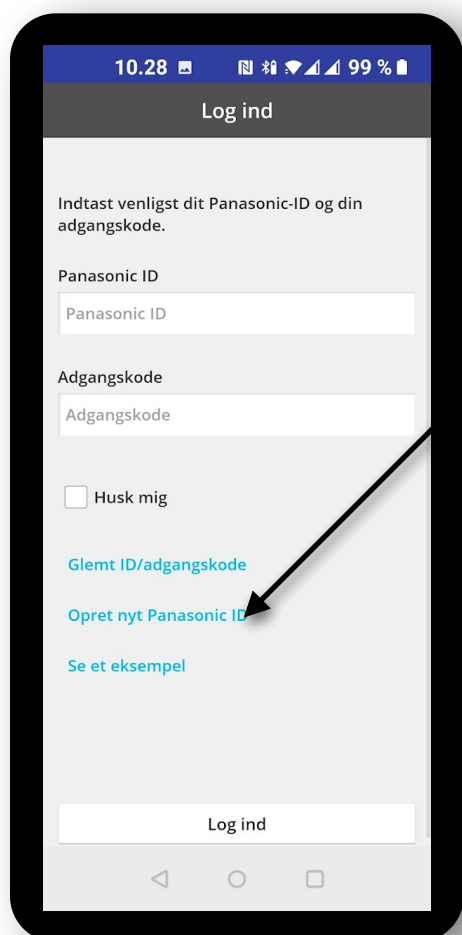 10.28 99 %
Log ind
Indtast venligst dit Panasonic-ID og din
adgangskode.
Panasonic ID
Panasonic ID
Adgangskode
Adgangskode
Husk mig
Glemt ID/adgangskode
Opret nyt Panasonic ID
Se et eksempel
Log ind